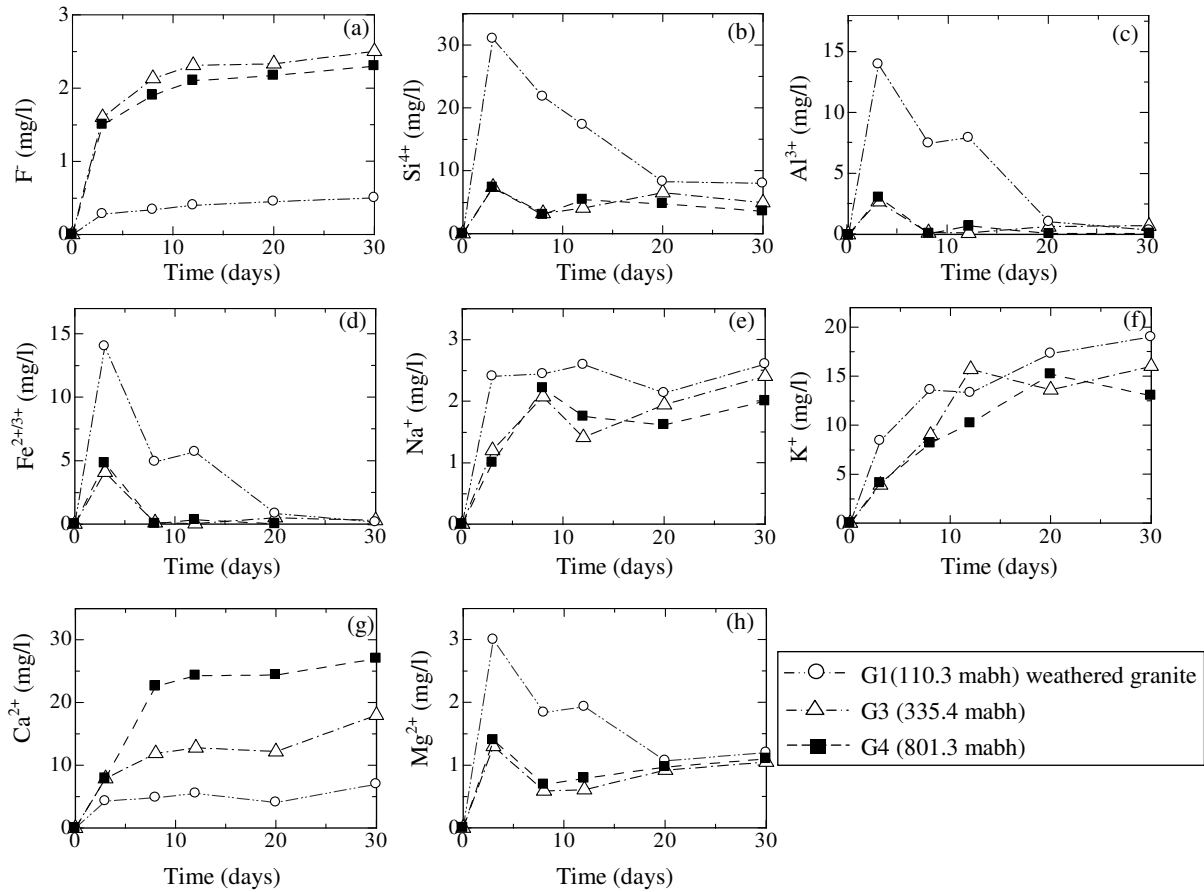 (a)
3
2
1
0
F⁻ (mg/l)
0 10 20 30
Time (days)
(b)
30
20
10
0
Si⁴⁺ (mg/l)
0 10 20 30
Time (days)
(c)
15
10
5
0
Al³⁺ (mg/l)
0 10 20 30
Time (days)
(d)
15
10
5
0
Fe²⁺/³⁺ (mg/l)
0 10 20 30
Time (days)
(e)
3
2
1
0
Na⁺ (mg/l)
0 10 20 30
Time (days)
(f)
20
15
10
5
0
K⁺ (mg/l)
0 10 20 30
Time (days)
(g)
30
20
10
0
Ca²⁺ (mg/l)
0 10 20 30
Time (days)
(h)
3
2
1
0
Mg²⁺ (mg/l)
0 10 20 30
Time (days)
G1(110.3 mabh) weathered granite
G3 (335.4 mabh)
G4 (801.3 mabh)